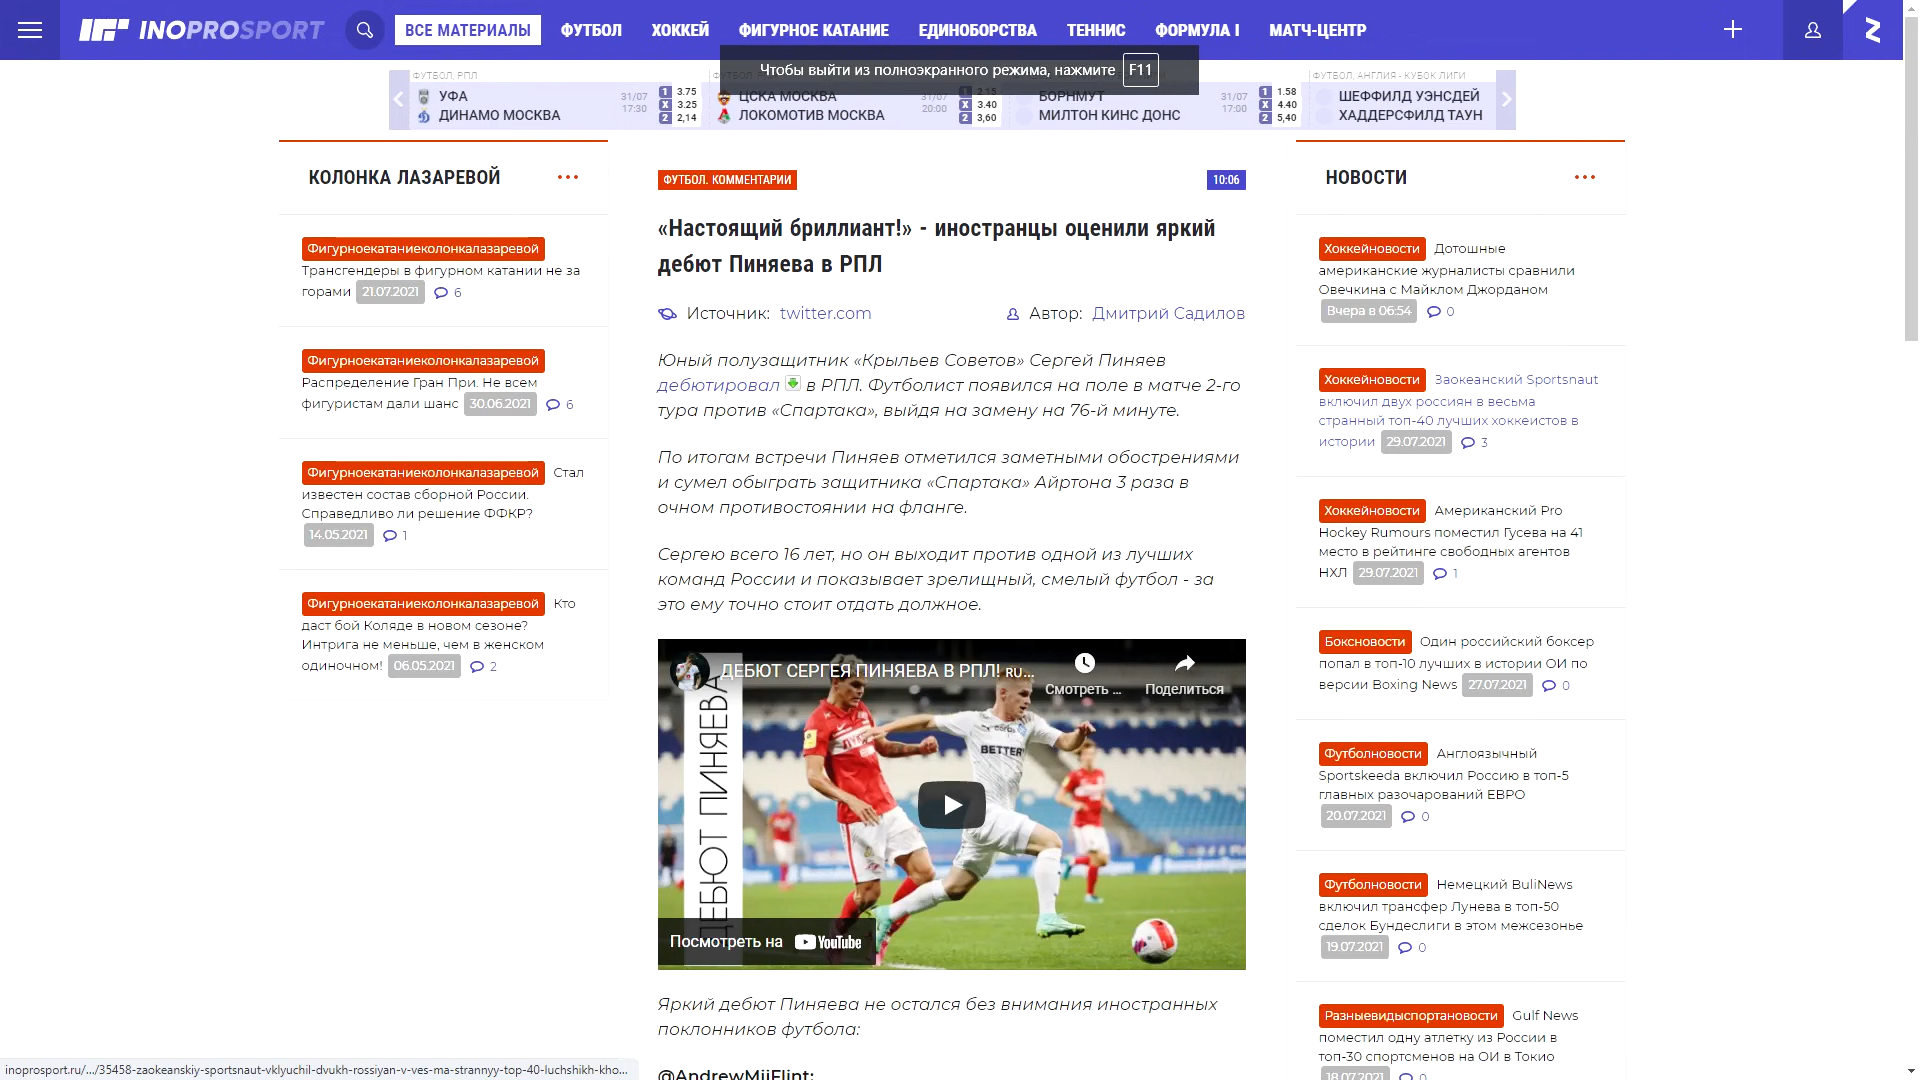 INOPROSPORT
ВСЕ МАТЕРИАЛЫ
ФУТБОЛ
ХОККЕЙ
ФИГУРНОЕ КАТАНИЕ
ЕДИНОБОРСТВА
ТЕННИС
ФОРМУЛА I
МАТЧ-ЦЕНТР
Чтобы выйти из полноэкранного режима, нажмите F11
ФУТБОЛ, РПЛ
УФА
ДИНАМО МОСКВА
31/07
17:30
1 3.75
X 3.25
2 2,14
ЦСКА МОСКВА
ЛОКОМОТИВ МОСКВА
31/07
20:00
1 2.15
X 3.40
2 3,60
БОРНМУТ
МИЛТОН КИНС ДОНС
31/07
17:00
1 1.58
X 4.40
2 5,40
ФУТБОЛ, АНГЛИЯ - КУБОК ЛИГИ
ШЕФФИЛД УЭНСДЕЙ
ХАДДЕРСФИЛД ТАУН
КОЛОНКА ЛАЗАРЕВОЙ
Фигурноекатаниеколонкалазаревой
Трансгендеры в фигурном катании не за
горами 21.07.2021 6
Фигурноекатаниеколонкалазаревой
Распределение Гран При. Не всем
фигуристам дали шанс 30.06.2021 6
Фигурноекатаниеколонкалазаревой Стал
известен состав сборной России.
Справедливо ли решение ФФКР?
14.05.2021 1
Фигурноекатаниеколонкалазаревой Кто
даст бой Коляде в новом сезоне?
Интрига не меньше, чем в женском
одиночном! 06.05.2021 2
ФУТБОЛ. КОММЕНТАРИИ
10:06
«Настоящий бриллиант!» - иностранцы оценили яркий
дебют Пиняева в РПЛ
Источник: twitter.com
Автор: Дмитрий Садилов
Юный полузащитник «Крыльев Советов» Сергей Пиняев
дебютировал в РПЛ. Футболист появился на поле в матче 2-го
тура против «Спартака», выйдя на замену на 76-й минуте.
По итогам встречи Пиняев отметился заметными обострениями
и сумел обыграть защитника «Спартака» Айртона 3 раза в
очном противостоянии на фланге.
Сергею всего 16 лет, но он выходит против одной из лучших
команд России и показывает зрелищный, смелый футбол - за
это ему точно стоит отдать должное.
ДЕБЮТ СЕРГЕЯ ПИНЯЕВА В РПЛ! RU...
Смотреть ...
Поделиться
ДЕБЮТ ПИНЯЕВА
BETTER
Посмотреть на YouTube
Яркий дебют Пиняева не остался без внимания иностранных
поклонников футбола:
@AndrewMijFlint:
НОВОСТИ
Хоккейновости Дотошные
американские журналисты сравнили
Овечкина с Майклом Джорданом
Вчера в 06:54 0
Хоккейновости Заокеанский Sportsnaut
включил двух россиян в весьма
странный топ-40 лучших хоккеистов в
истории 29.07.2021 3
Хоккейновости Американский Pro
Hockey Rumours поместил Гусева на 41
место в рейтинге свободных агентов
НХЛ 29.07.2021 1
Боксновости Один российский боксер
попал в топ-10 лучших в истории ОИ по
версии Boxing News 27.07.2021 0
Футболновости Англоязычный
Sportskeeda включил Россию в топ-5
главных разочарований ЕВРО
20.07.2021 0
Футболновости Немецкий BuliNews
включил трансфер Лунева в топ-50
сделок Бундеслиги в этом межсезонье
19.07.2021 0
Разныевидыспортановости Gulf News
поместил одну атлетку из России в
топ-30 спортсменов на ОИ в Токио
18.07.2021 0
inoprosport.ru/.../35458-zaokeanskiy-sportsnaut-vklyuchil-dvukh-rossiyan-v-ves-ma-strannyy-top-40-luchshikh-kho...